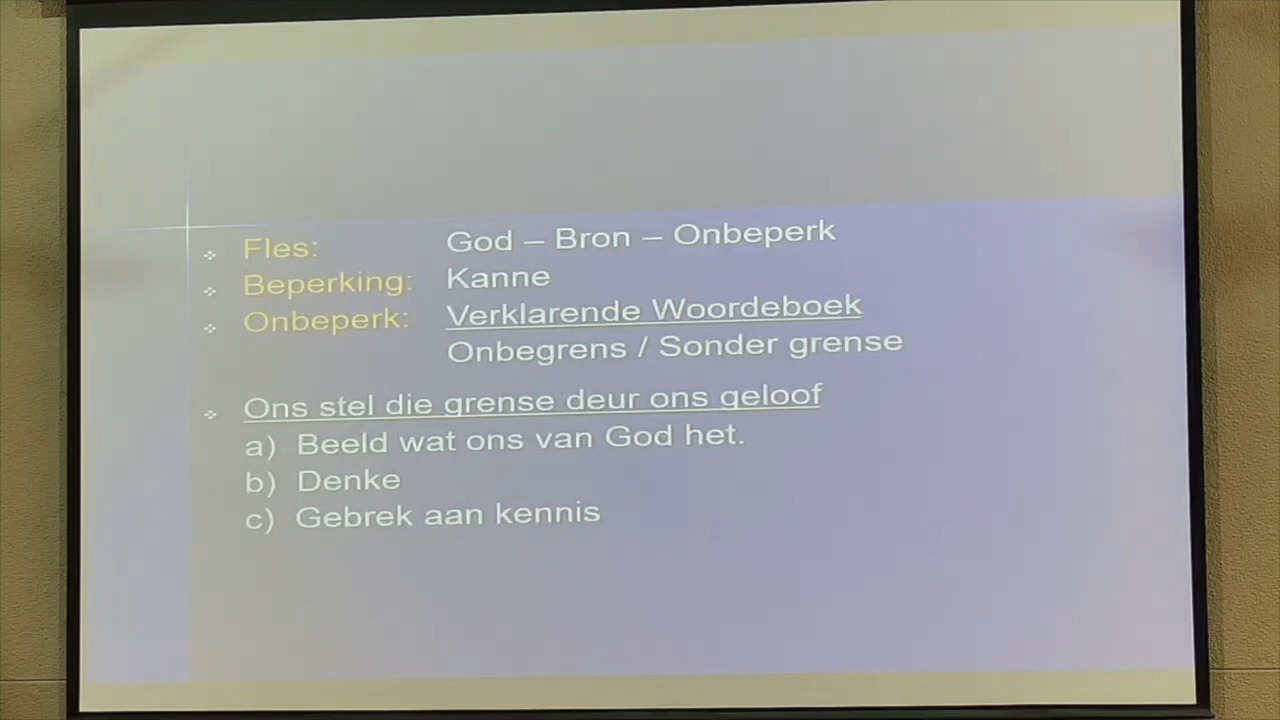 Fles: God – Bron – Onbeperk
Beperking: Kanne
Onbeperk: Verklarende Woordeboek
Onbegrens / Sonder grense
Ons stel die grense deur ons geloof
a) Beeld wat ons van God het.
b) Denke
c) Gebrek aan kennis